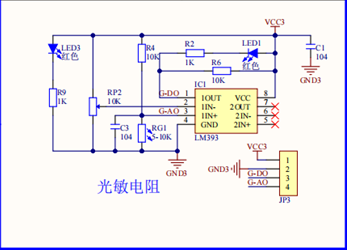 VCC3
LED3
红色
R4
10K
R2
1K
LED1
红色
R6
10K
C1
104
GND3
R9
1K
RP2
10K
IC1
G-DO
G-AO
1 1OUT VCC 8
2 1IN- 2OUT 7
3 1IN+ 2IN- 6
4 GND 2IN+ 5
LM393
C3
104
RG1
5-10K
GND3
光敏电阻
VCC3
GND3
G-DO
G-AO
1
2
3
4
JP3